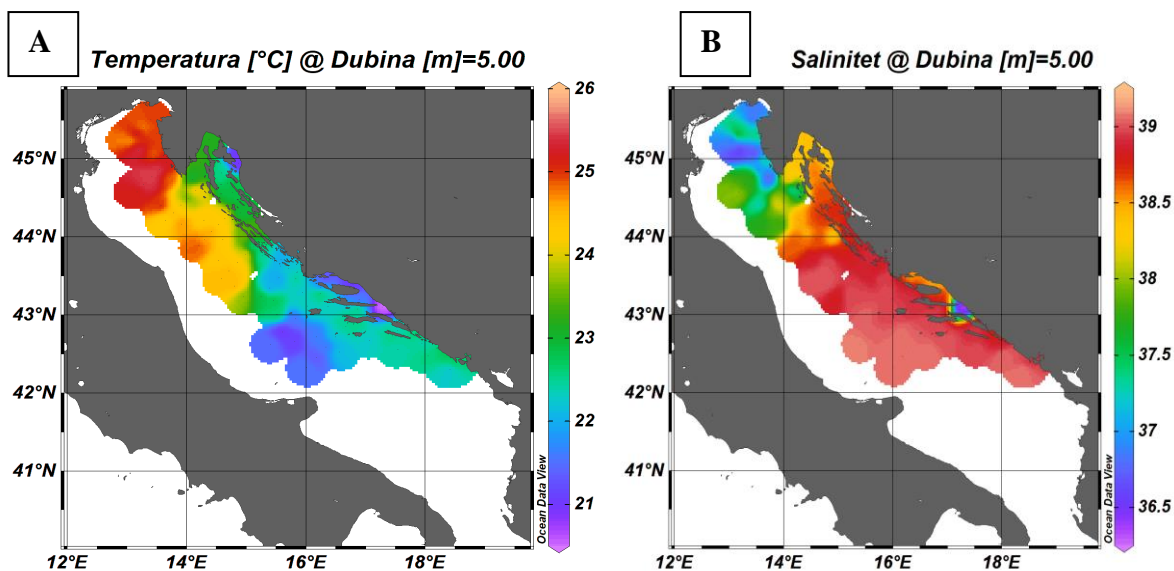 A
Temperatura [°C] @ Dubina [m]=5.00
26
25
24
23
22
21
45°N
44°N
43°N
42°N
41°N
12°E
14°E
16°E
18°E
Ocean Data View
B
Salinitet @ Dubina [m]=5.00
39
38.5
38
37.5
37
36.5
45°N
44°N
43°N
42°N
41°N
12°E
14°E
16°E
18°E
Ocean Data View